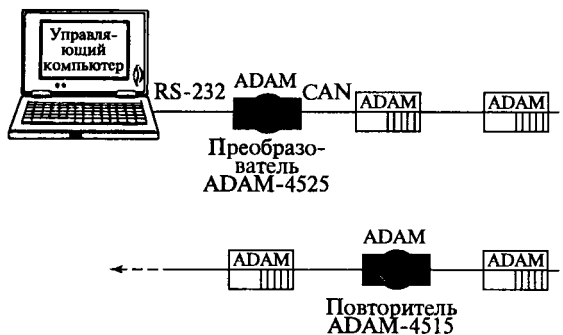 Управля-
ющий
компьютер
RS-232
ADAM
CAN
ADAM
ADAM
Преобразо-
ватель
ADAM-4525
ADAM
ADAM
ADAM
Повторитель
ADAM-4515